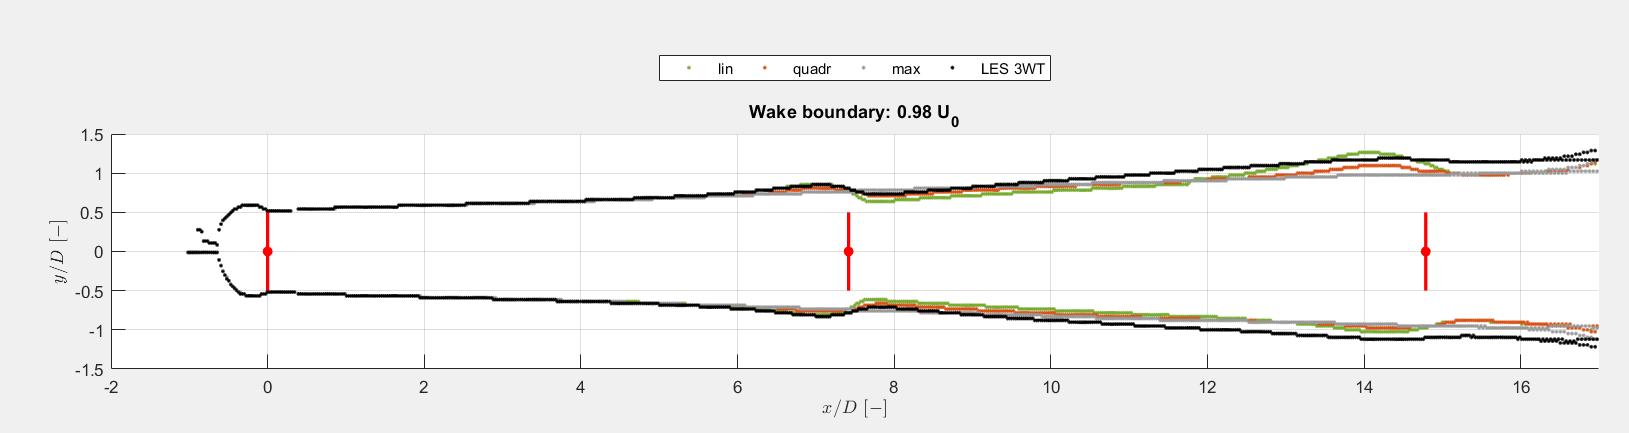 lin quadr max LES 3WT
Wake boundary: 0.98 U0
1.5
1
0.5
0
-0.5
-1
-1.5
y/D [−]
-2 0 2 4 6 8 10 12 14 16
x/D [−]